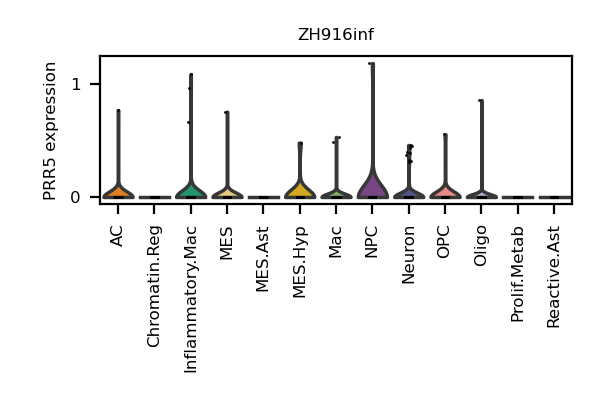 ZH916inf
PRR5 expression
1
0
AC
Chromatin.Reg
Inflammatory.Mac
MES
MES.Ast
MES.Hyp
Mac
NPC
Neuron
OPC
Oligo
Prolif.Metab
Reactive.Ast